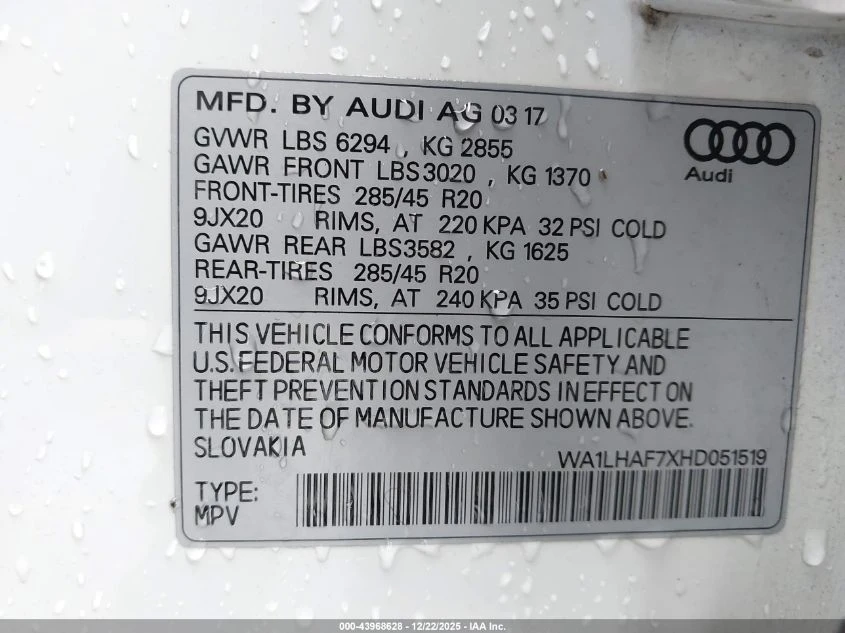 MFD. BY AUDI AG 03 17
GVWR LBS 6294 , KG 2855
GAWR FRONT LBS3020 , KG 1370
FRONT-TIRES 285/45 R20
9JX20 RIMS, AT 220 KPA 32 PSI COLD
GAWR REAR LBS3582 , KG 1625
REAR-TIRES 285/45 R20
9JX20 RIMS, AT 240 KPA 35 PSI COLD
Audi
THIS VEHICLE CONFORMS TO ALL APPLICABLE
U.S. FEDERAL MOTOR VEHICLE SAFETY AND
THEFT PREVENTION STANDARDS IN EFFECT ON
THE DATE OF MANUFACTURE SHOWN ABOVE.
SLOVAKIA
WA1LHAF7XHD051519
TYPE:
MPV
000-43968628 - 12/22/2025 - IAA Inc.